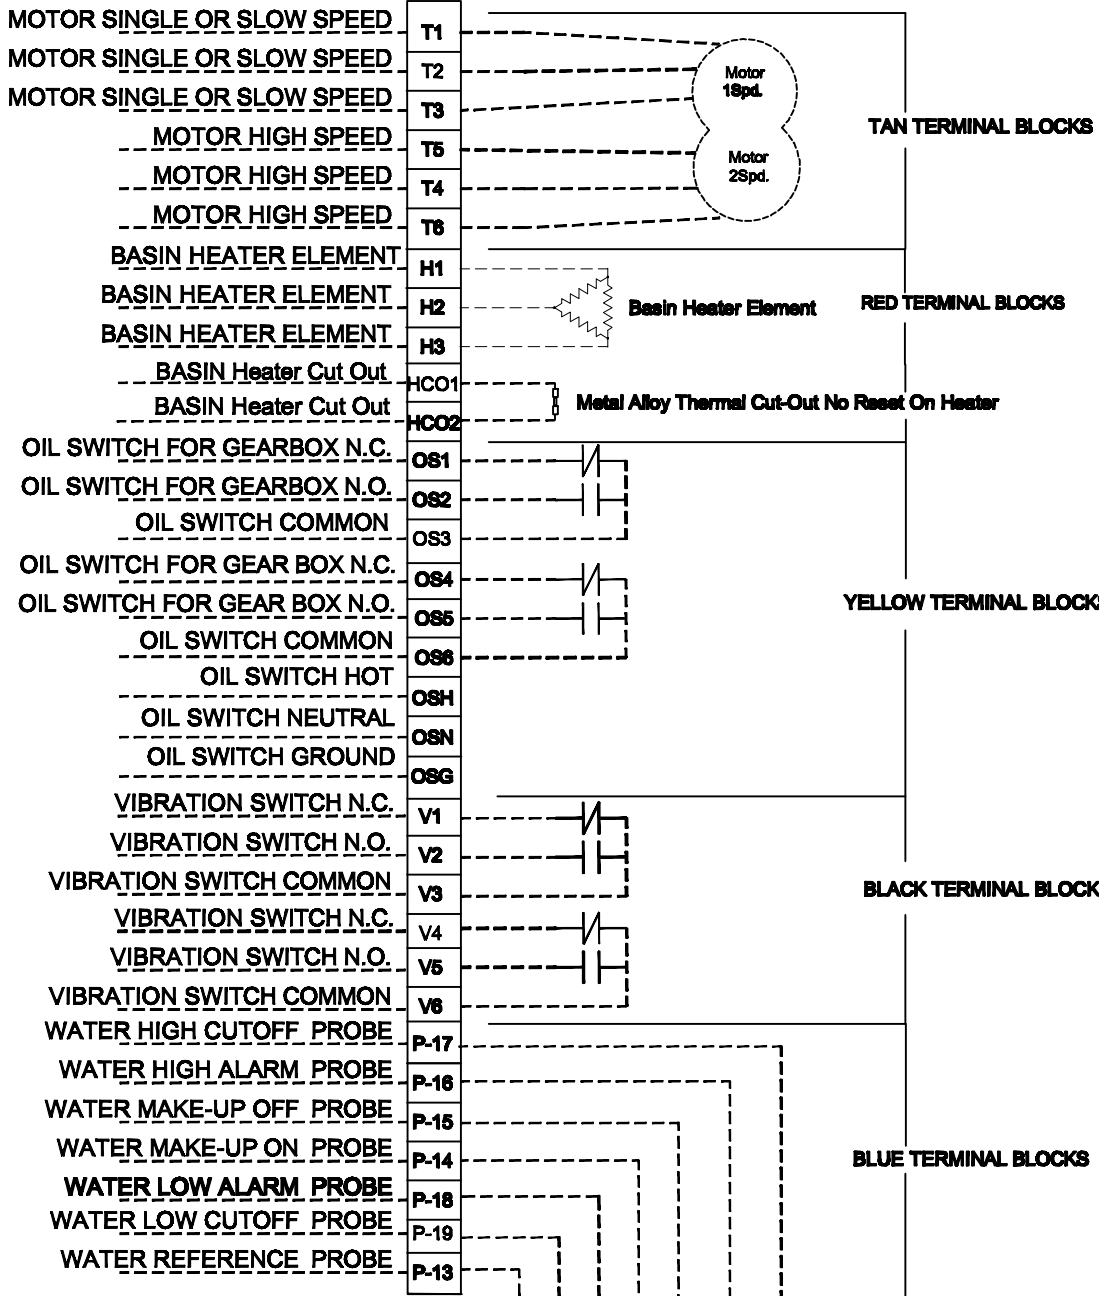 MOTOR SINGLE OR SLOW SPEED T1
MOTOR SINGLE OR SLOW SPEED T2
Motor
1Spd.
MOTOR SINGLE OR SLOW SPEED T3
TAN TERMINAL BLOCKS
MOTOR HIGH SPEED T5
Motor
2Spd.
MOTOR HIGH SPEED T4
MOTOR HIGH SPEED T6
BASIN HEATER ELEMENT H1
BASIN HEATER ELEMENT H2 Basin Heater Element RED TERMINAL BLOCKS
BASIN HEATER ELEMENT H3
BASIN Heater Cut Out HCO1
Metal Alloy Thermal Cut-Out No Reset On Heater
BASIN Heater Cut Out HCO2
OIL SWITCH FOR GEARBOX N.C. OS1
OIL SWITCH FOR GEARBOX N.O. OS2
OIL SWITCH COMMON OS3
OIL SWITCH FOR GEAR BOX N.C. OS4
OIL SWITCH FOR GEAR BOX N.O. OS5 YELLOW TERMINAL BLOCKS
OIL SWITCH COMMON OS6
OIL SWITCH HOT OSH
OIL SWITCH NEUTRAL OSN
OIL SWITCH GROUND OSG
VIBRATION SWITCH N.C. V1
VIBRATION SWITCH N.O. V2
VIBRATION SWITCH COMMON V3 BLACK TERMINAL BLOCK
VIBRATION SWITCH N.C. V4
VIBRATION SWITCH N.O. V5
VIBRATION SWITCH COMMON V6
WATER HIGH CUTOFF PROBE P-17
WATER HIGH ALARM PROBE P-16
WATER MAKE-UP OFF PROBE P-15
WATER MAKE-UP ON PROBE P-14 BLUE TERMINAL BLOCKS
WATER LOW ALARM PROBE P-18
WATER LOW CUTOFF PROBE P-19
WATER REFERENCE PROBE P-13